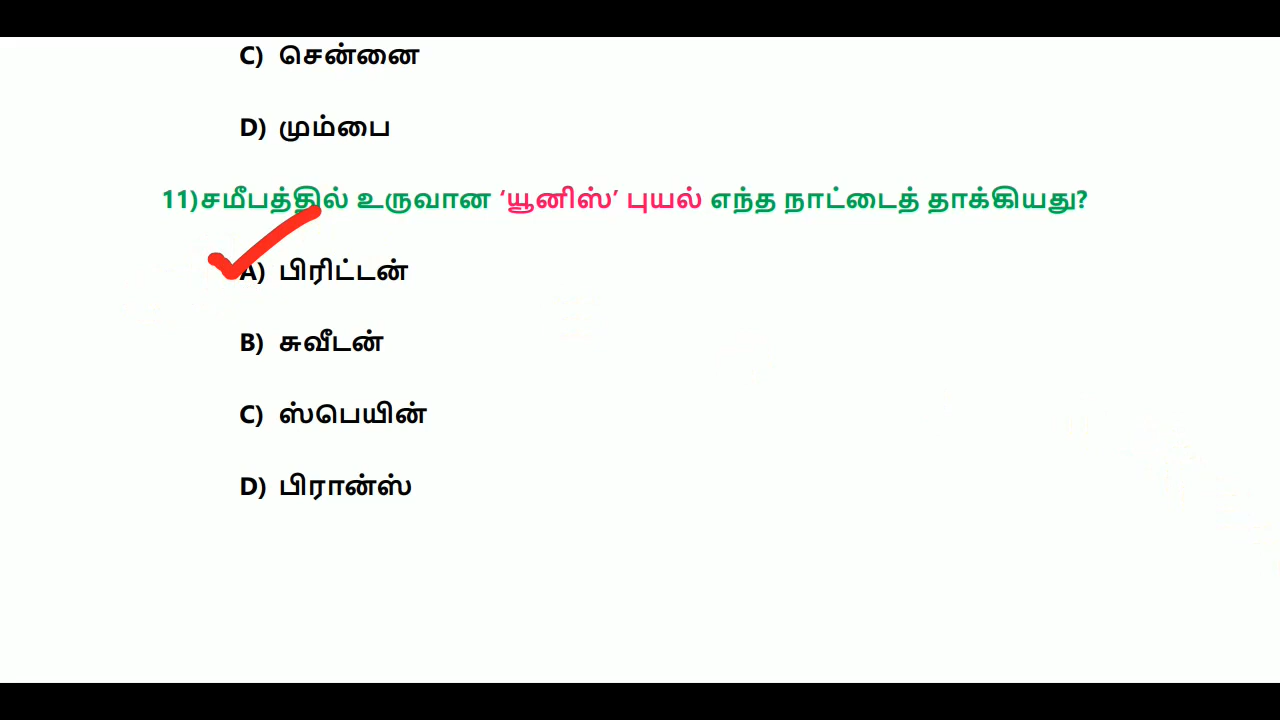 C) சென்னை
D) மும்பை
11)சமீபத்தில் உருவான ‘யூனிஸ்’ புயல் எந்த நாட்டைத் தாக்கியது?
A) பிரிட்டன்
B) சுவீடன்
C) ஸ்பெயின்
D) பிரான்ஸ்